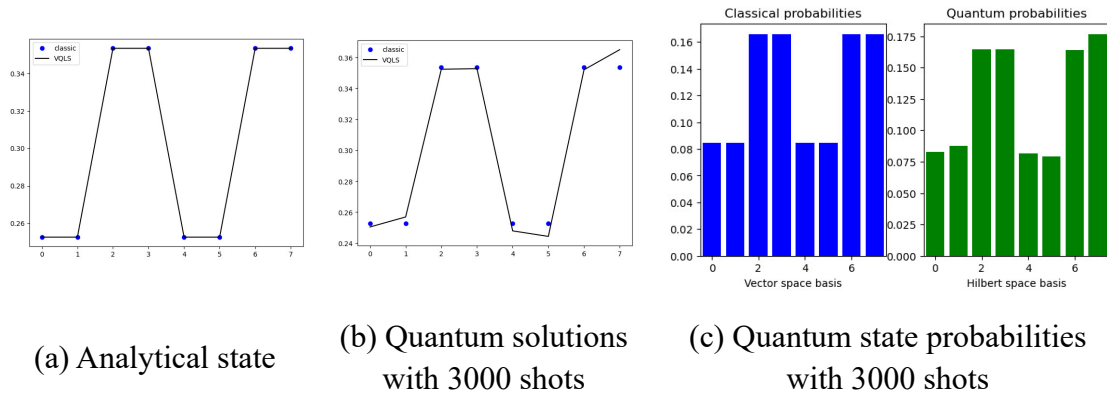 classic
VQLS
0.34
0.32
0.30
0.28
0.26
0 1 2 3 4 5 6 7
classic
VQLS
0.36
0.34
0.32
0.30
0.28
0.26
0.24
0 1 2 3 4 5 6 7
Classical probabilities
0.16
0.14
0.12
0.10
0.08
0.06
0.04
0.02
0.00
0 2 4 6
Vector space basis
Quantum probabilities
0.175
0.150
0.125
0.100
0.075
0.050
0.025
0.000
0 2 4 6
Hilbert space basis
(a) Analytical state
(b) Quantum solutions
with 3000 shots
(c) Quantum state probabilities
with 3000 shots